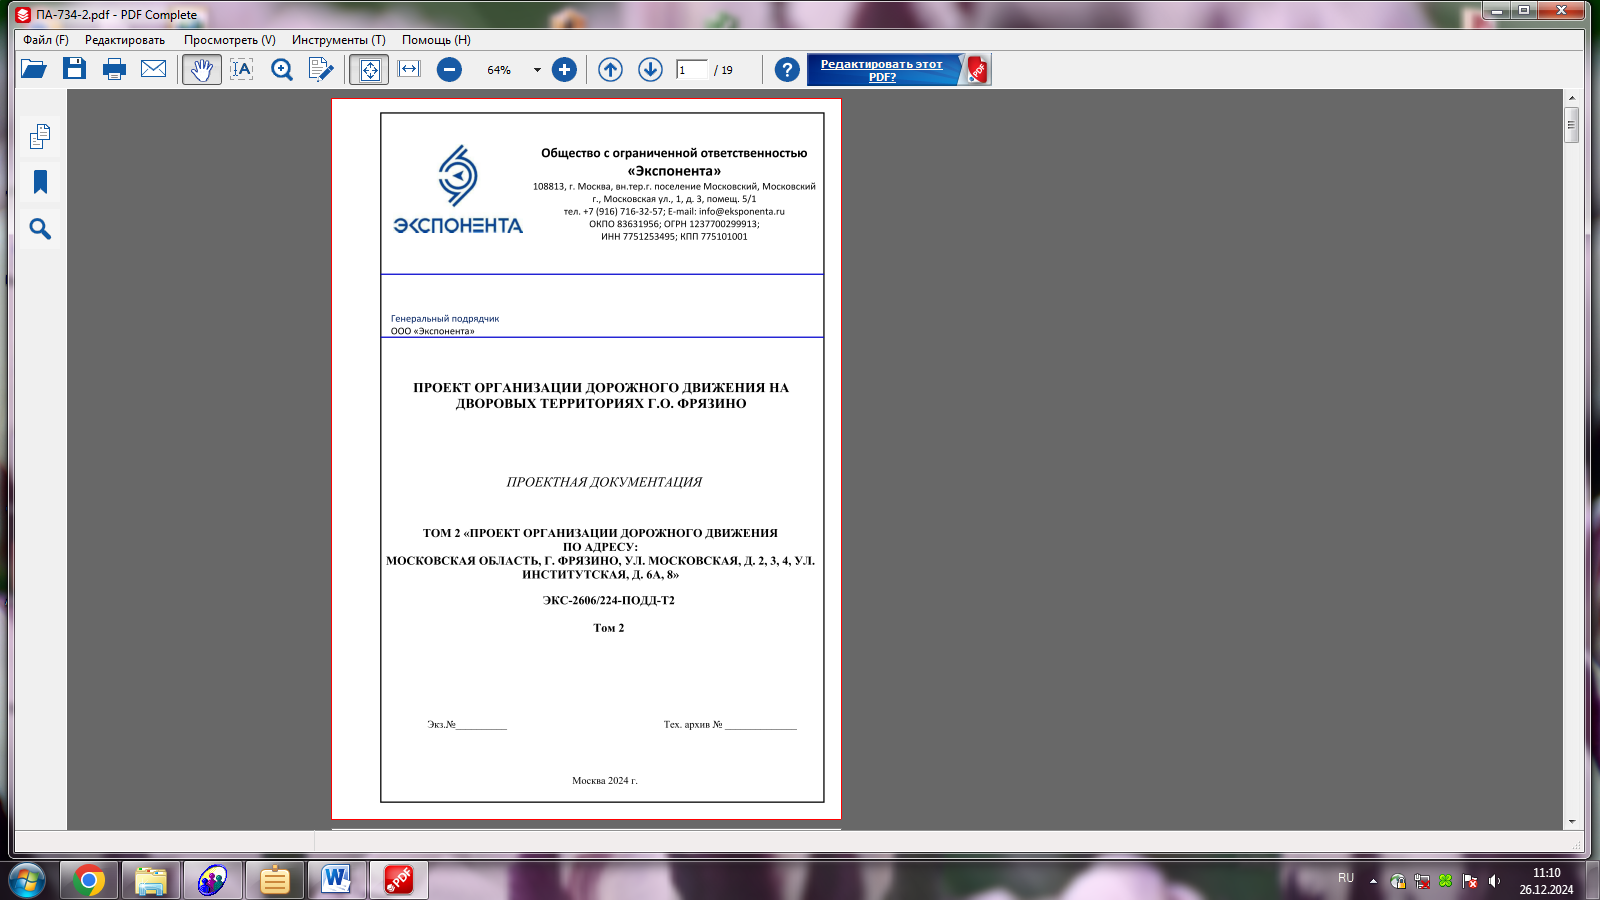 ПА-734-2.pdf - PDF Complete
Файл (F) Редактировать Просмотреть (V) Инструменты (T) Помощь (H)
64% 1 / 19 Редактировать этот
PDF?
Общество с ограниченной ответственностью
«Экспонента»
108813, г. Москва, вн.тер.г. поселение Московский, Московский
г., Московская ул., 1, д. 3, помещ. 5/1
тел. +7 (916) 716-32-57; E-mail: info@eksponenta.ru
ОКПО 83631956; ОГРН 1237700299913;
ИНН 7751253495; КПП 775101001
ЭКСПОНЕНТА
Генеральный подрядчик
ООО «Экспонента»
ПРОЕКТ ОРГАНИЗАЦИИ ДОРОЖНОГО ДВИЖЕНИЯ НА
ДВОРОВЫХ ТЕРРИТОРИЯХ Г.О. ФРЯЗИНО
ПРОЕКТНАЯ ДОКУМЕНТАЦИЯ
ТОМ 2 «ПРОЕКТ ОРГАНИЗАЦИИ ДОРОЖНОГО ДВИЖЕНИЯ
ПО АДРЕСУ:
МОСКОВСКАЯ ОБЛАСТЬ, Г. ФРЯЗИНО, УЛ. МОСКОВСКАЯ, Д. 2, 3, 4, УЛ.
ИНСТИТУТСКАЯ, Д. 6А, 8»
ЭКС-2606/224-ПОДД-Т2
Том 2
Экз.№__________ Тех. архив № ______________
Москва 2024 г.
RU 11:10
26.12.2024